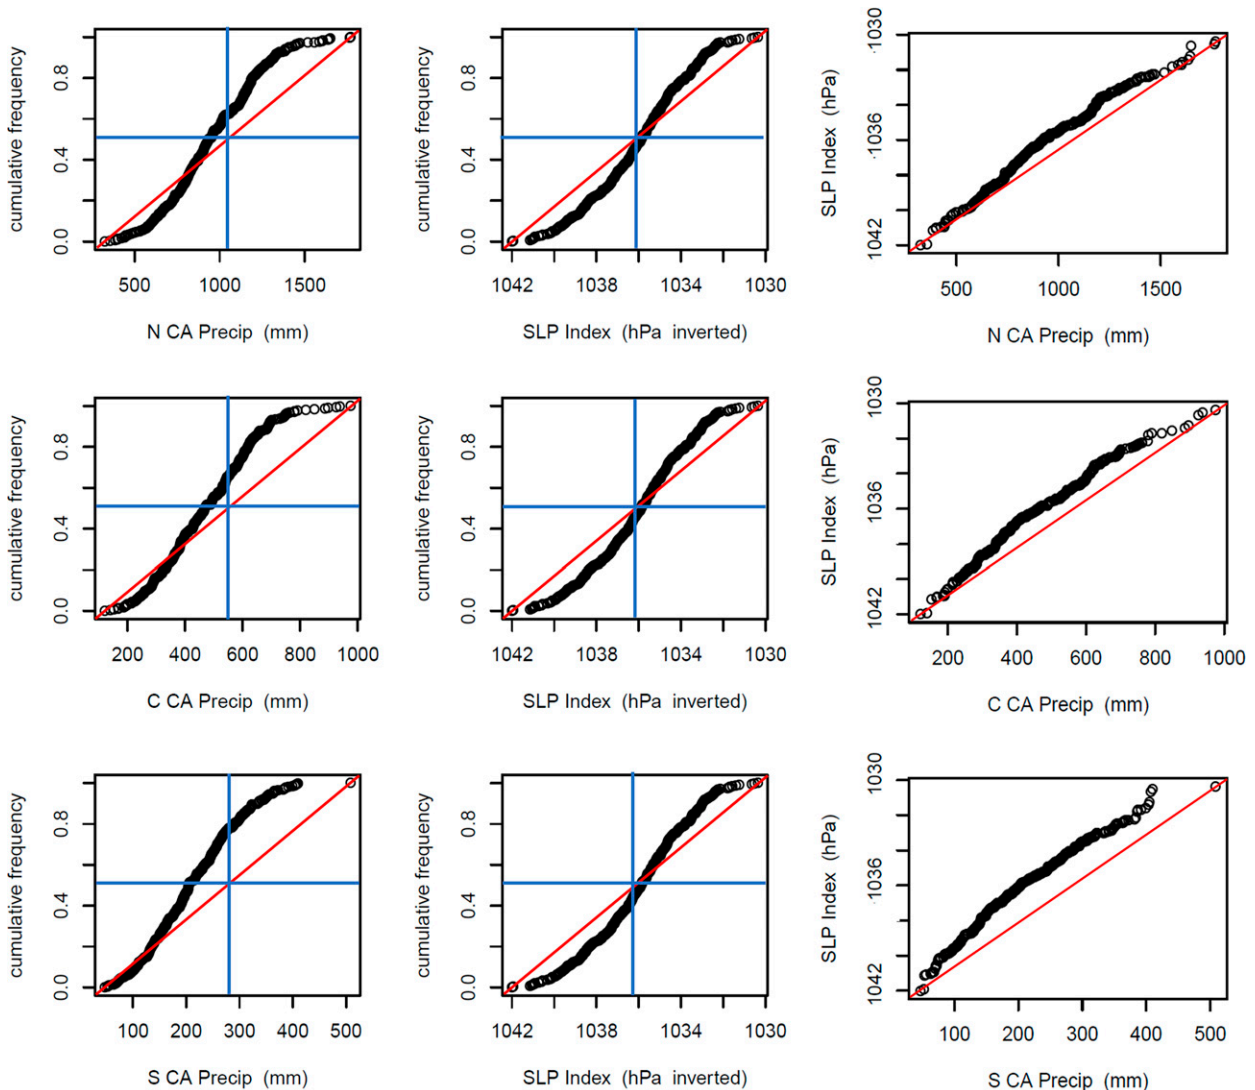 cumulative frequency
0.0 0.4 0.8
500 1000 1500
N CA Precip (mm)
cumulative frequency
0.0 0.4 0.8
1042 1038 1034 1030
SLP Index (hPa inverted)
SLP Index (hPa)
1042 -1036 -1030
500 1000 1500
N CA Precip (mm)
cumulative frequency
0.0 0.4 0.8
200 400 600 800 1000
C CA Precip (mm)
cumulative frequency
0.0 0.4 0.8
1042 1038 1034 1030
SLP Index (hPa inverted)
SLP Index (hPa)
1042 -1036 -1030
200 400 600 800 1000
C CA Precip (mm)
cumulative frequency
0.0 0.4 0.8
100 200 300 400 500
S CA Precip (mm)
cumulative frequency
0.0 0.4 0.8
1042 1038 1034 1030
SLP Index (hPa inverted)
SLP Index (hPa)
1042 -1036 1030
100 200 300 400 500
S CA Precip (mm)